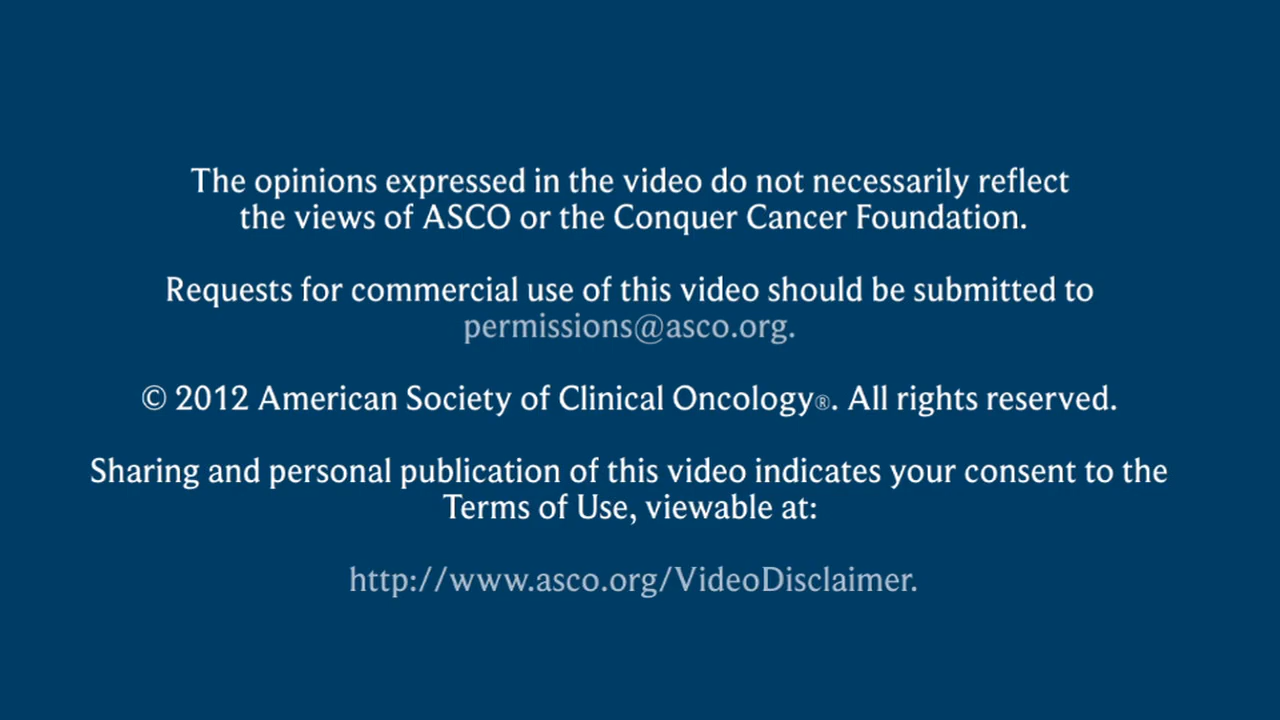 The opinions expressed in the video do not necessarily reflect
the views of ASCO or the Conquer Cancer Foundation.
Requests for commercial use of this video should be submitted to
permissions@asco.org.
© 2012 American Society of Clinical Oncology®. All rights reserved.
Sharing and personal publication of this video indicates your consent to the
Terms of Use, viewable at:
http://www.asco.org/VideoDisclaimer.